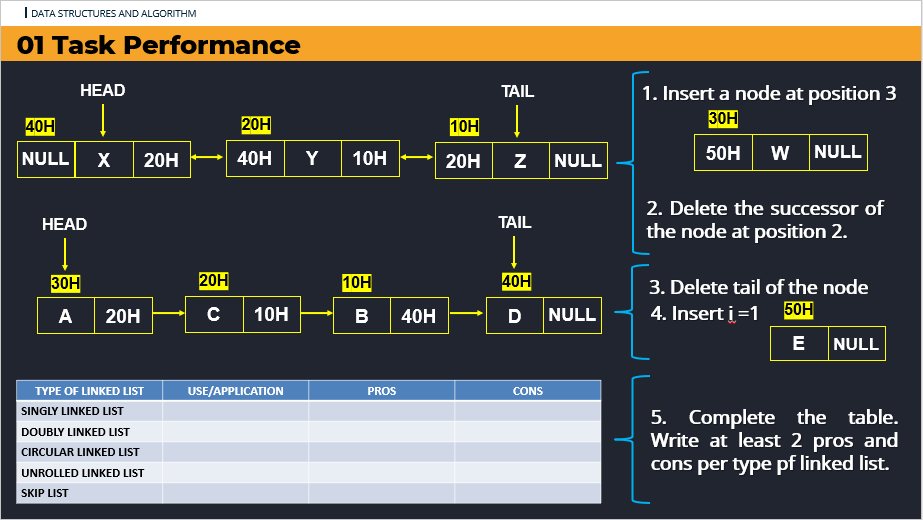 DATA STRUCTURES AND ALGORITHM
01 Task Performance
HEAD
TAIL
40H
20H
10H
NULL X 20H
40H Y 10H
20H Z NULL
1. Insert a node at position 3
30H
50H W NULL
2. Delete the successor of
the node at position 2.
HEAD
TAIL
30H
20H
10H
40H
A 20H
C 10H
B 40H
D NULL
3. Delete tail of the node
4. Insert i =1
50H
E NULL
TYPE OF LINKED LIST USE/APPLICATION PROS CONS
SINGLY LINKED LIST
DOUBLY LINKED LIST
CIRCULAR LINKED LIST
UNROLLED LINKED LIST
SKIP LIST
5. Complete the table.
Write at least 2 pros and
cons per type pf linked list.